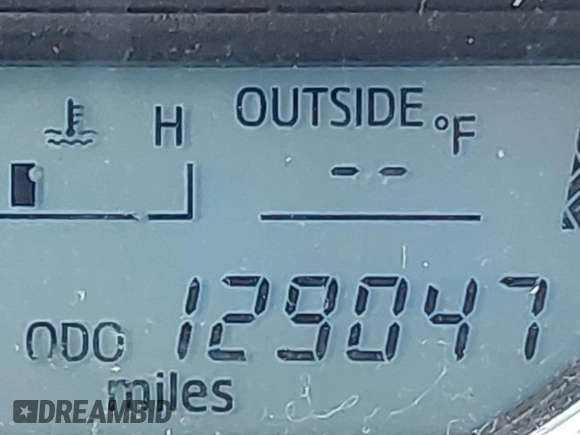 H OUTSIDE °F
--
ODO 129047
miles
DREAMBID